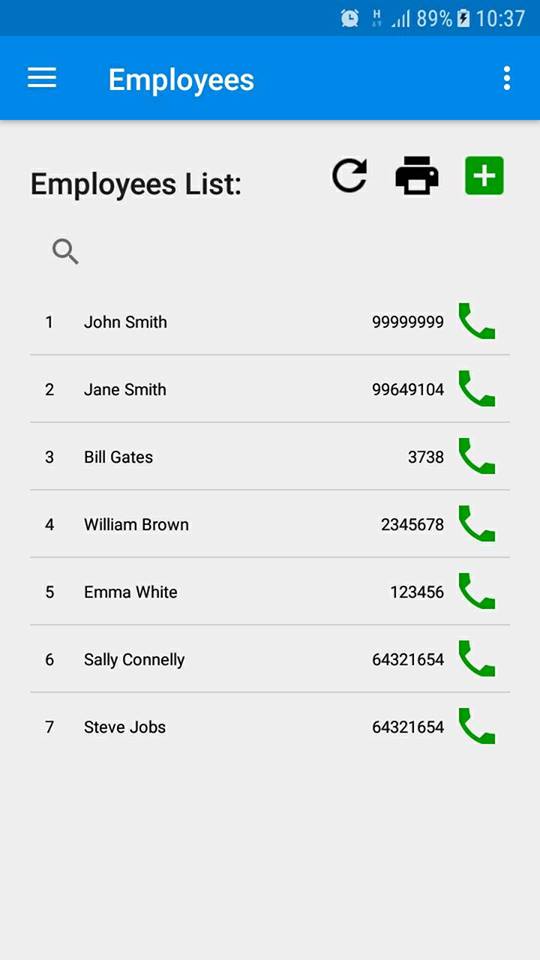 89% 10:37
Employees
Employees List:
1 John Smith 99999999
2 Jane Smith 99649104
3 Bill Gates 3738
4 William Brown 2345678
5 Emma White 123456
6 Sally Connelly 64321654
7 Steve Jobs 64321654